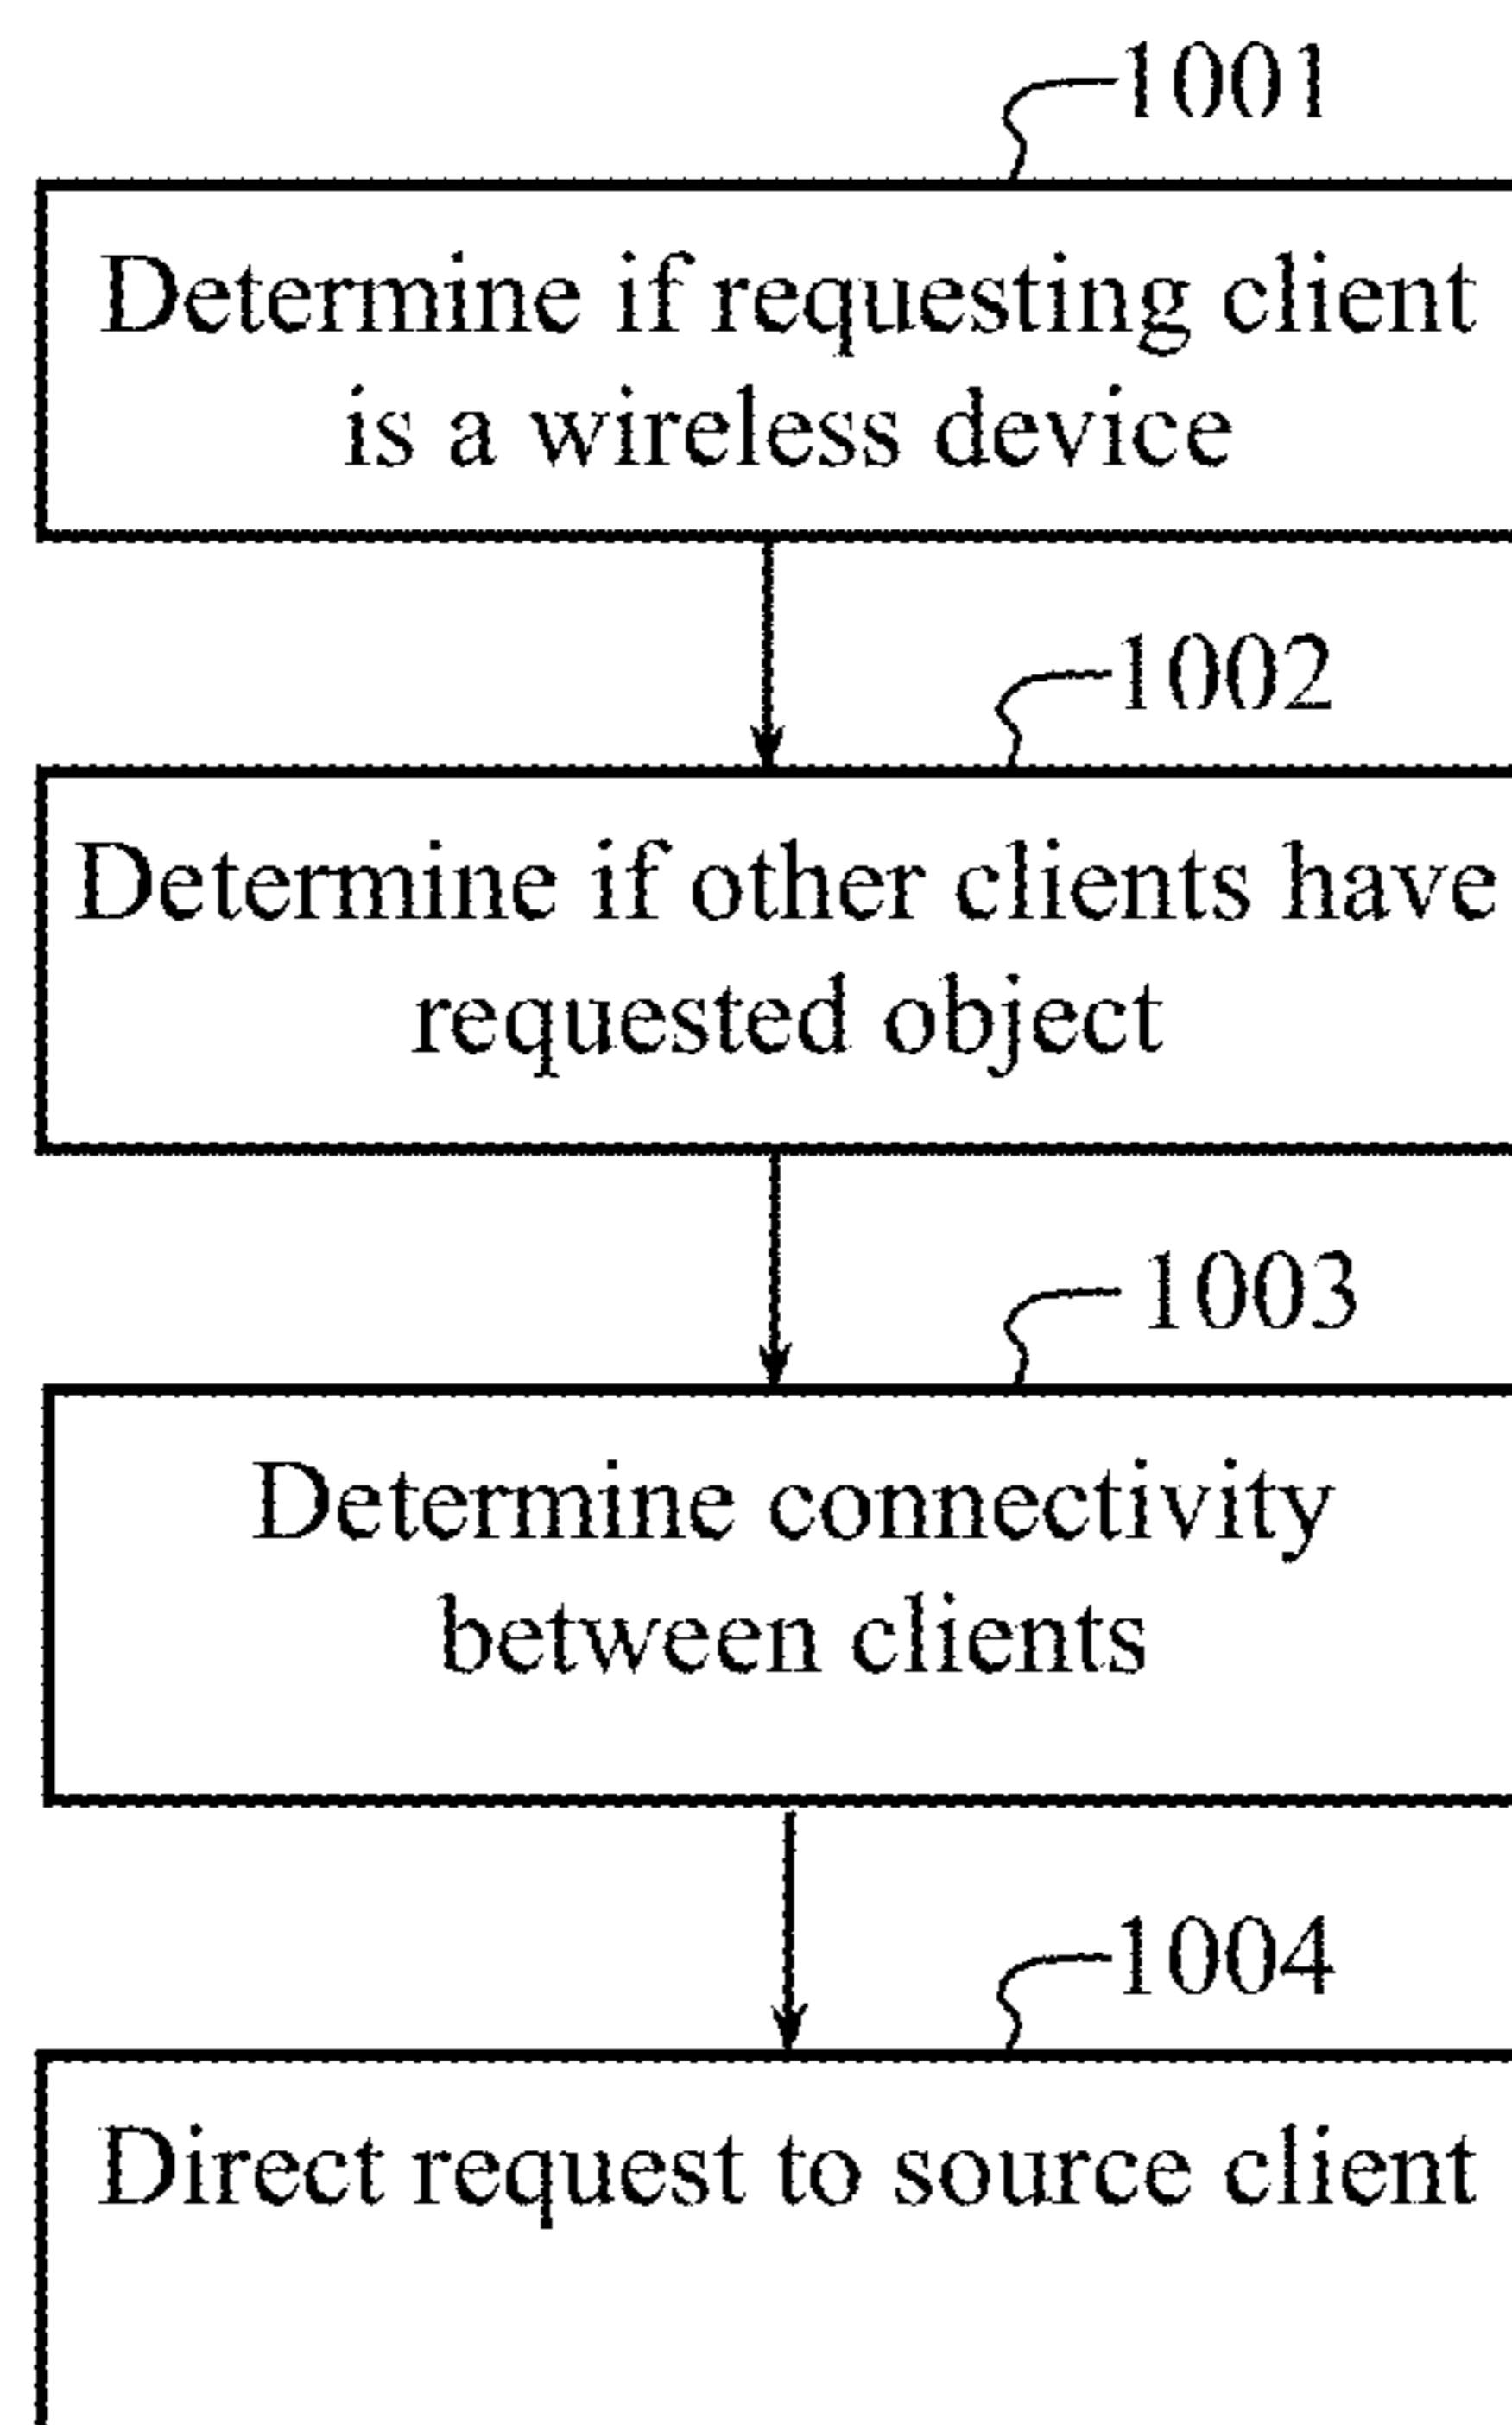 1001
Determine if requesting client
is a wireless device
1002
Determine if other clients have
requested object
1003
Determine connectivity
between clients
1004
Direct request to source client